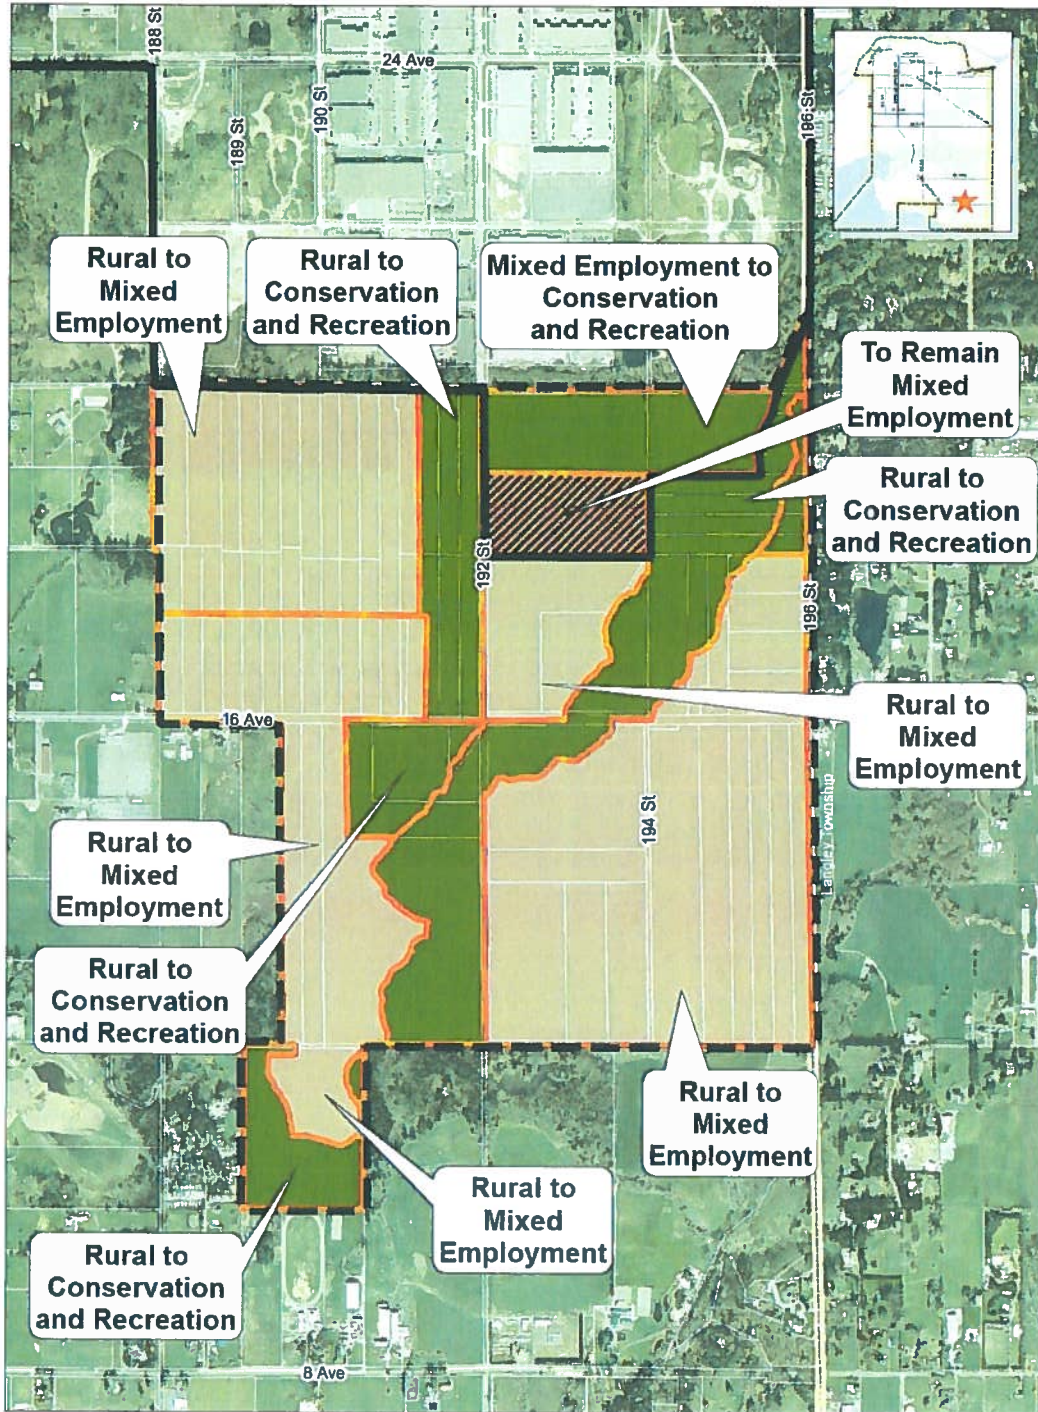 188 St
24 Ave
190 St
189 St
196 St
Rural to
Mixed
Employment
Rural to
Conservation
and Recreation
Mixed Employment to
Conservation
and Recreation
To Remain
Mixed
Employment
Rural to
Conservation
and Recreation
192 St
196 St
16 Ave
Rural to
Mixed
Employment
194 St
Langley Township
Rural to
Mixed
Employment
Rural to
Conservation
and Recreation
Rural to
Mixed
Employment
Rural to
Mixed
Employment
Rural to
Conservation
and Recreation
8 Ave